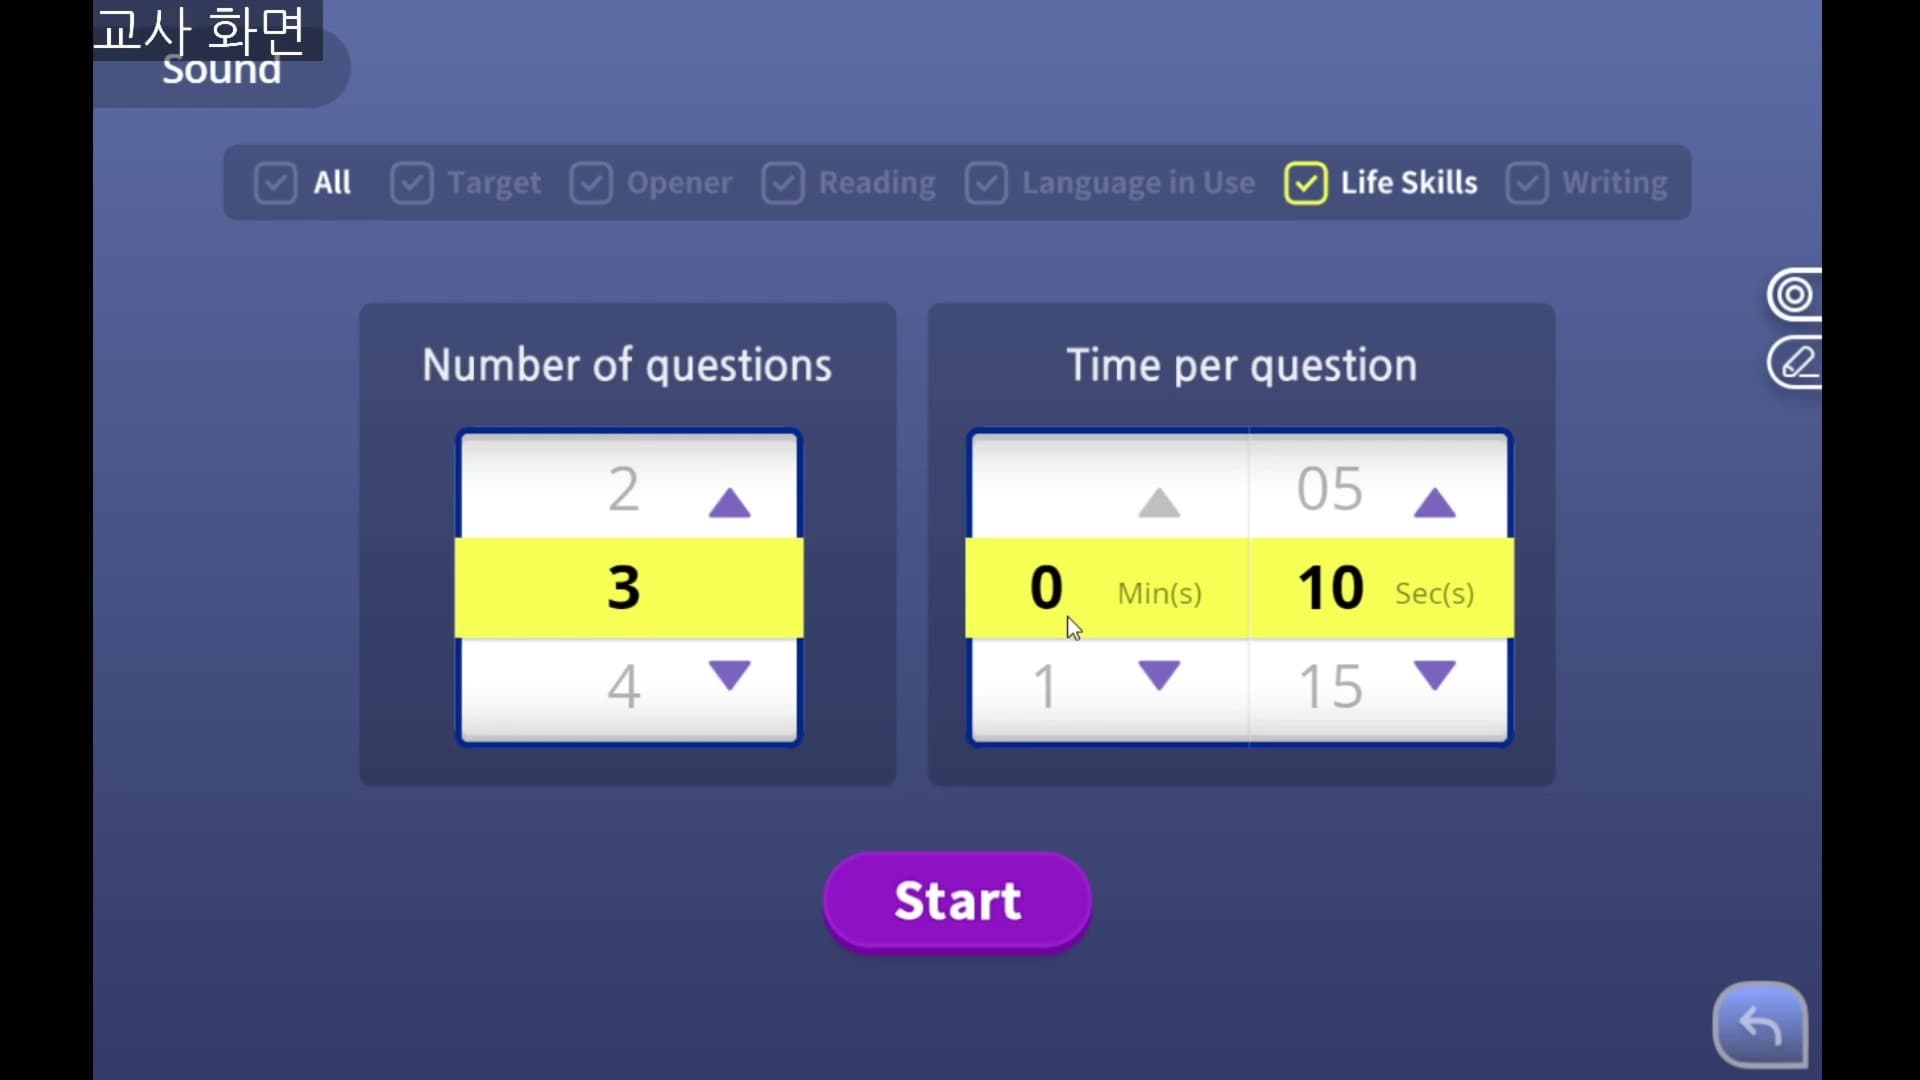 교사 화면
Sound
All Target Opener Reading Language in Use Life Skills Writing
Number of questions
2
3
4
Time per question
05
0 Min(s) 10 Sec(s)
1 15
Start